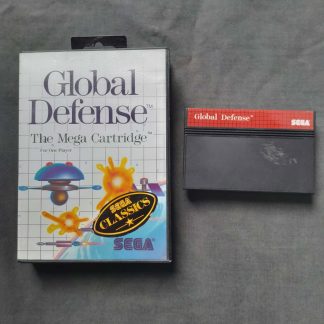 Global
Defense™
The Mega Cartridge™
For One Player
SEGA
CLASSICS
SEGA
Global Defense™
SEGA